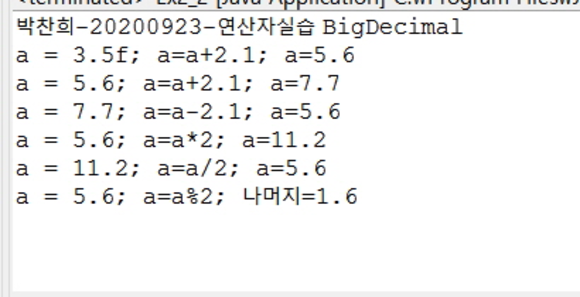 <terminated> Ex2_2 [Java Application] C:\Program Files\
박찬희-20200923-연산자실습 BigDecimal
a = 3.5f; a=a+2.1; a=5.6
a = 5.6; a=a+2.1; a=7.7
a = 7.7; a=a-2.1; a=5.6
a = 5.6; a=a*2; a=11.2
a = 11.2; a=a/2; a=5.6
a = 5.6; a=a%2; 나머지=1.6